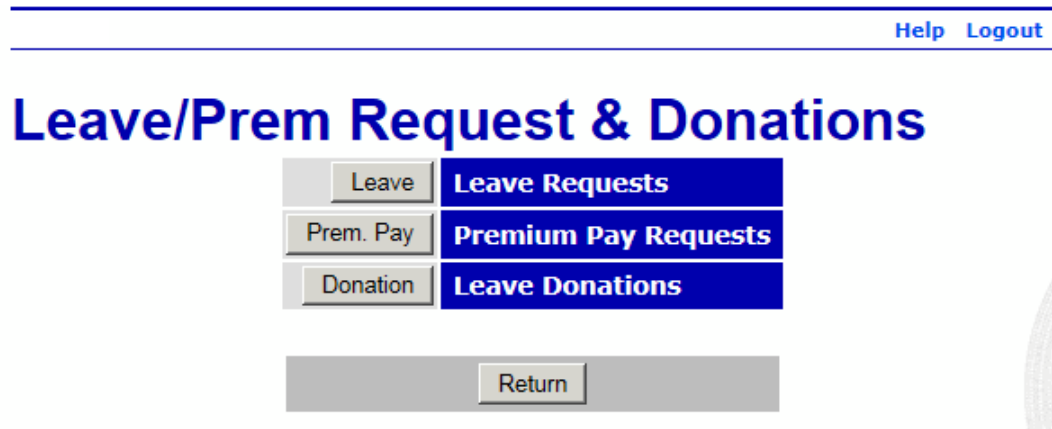 Help Logout
Leave/Prem Request & Donations
Leave Leave Requests
Prem. Pay Premium Pay Requests
Donation Leave Donations
Return